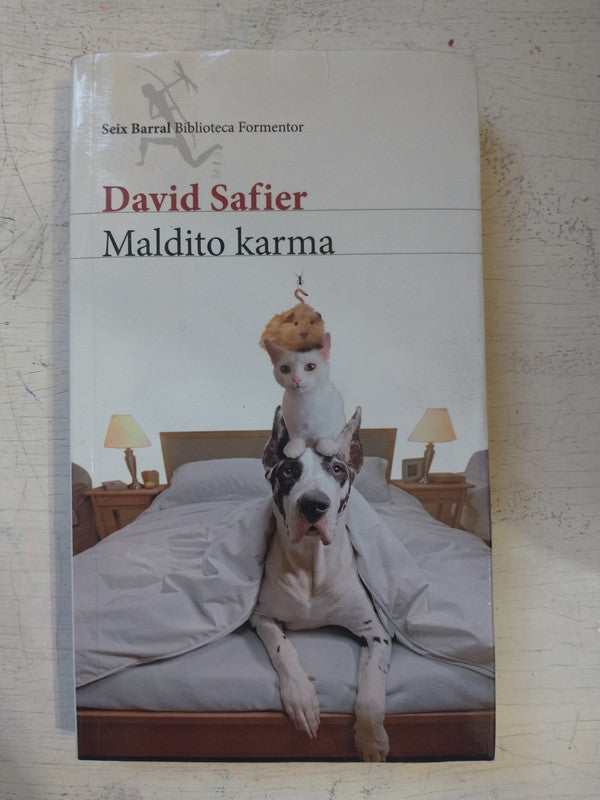 Seix Barral Biblioteca Formentor
David Safier
Maldito karma